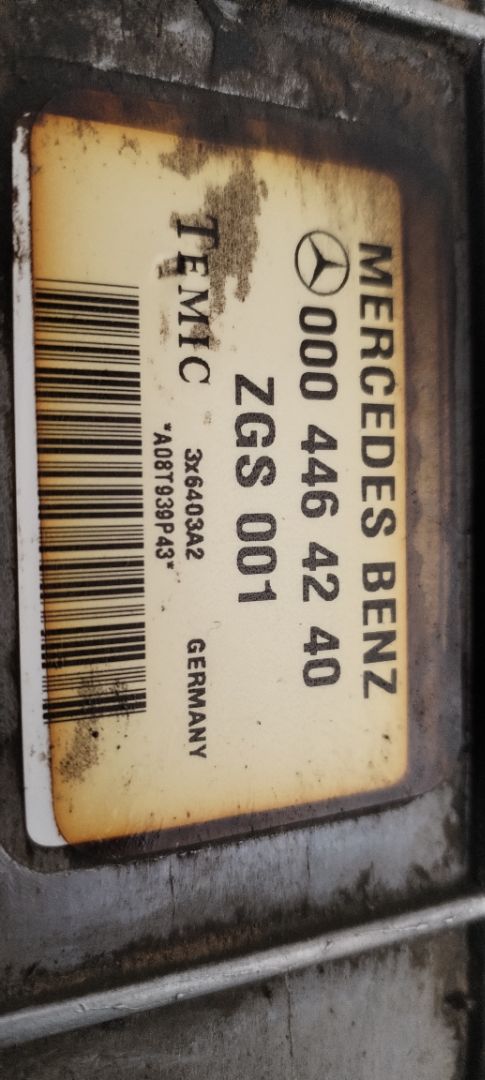 MERCEDES BENZ
000 446 42 40
ZGS 001
TEMIC 3x6403A2 GERMANY
*A08T939P43*